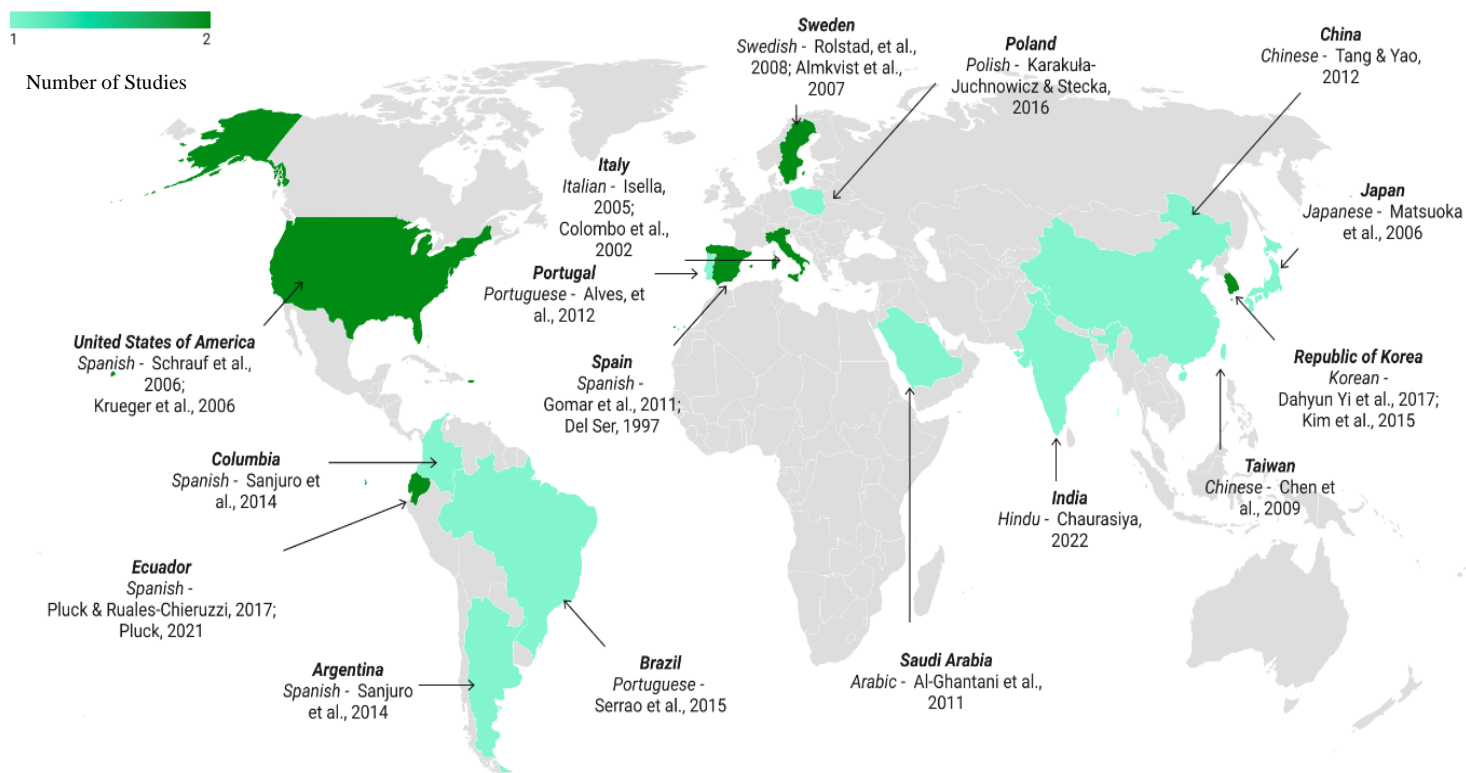 1 2
Number of Studies
Sweden
Swedish - Rolstad, et al.,
2008; Almkvist et al.,
2007
Poland
Polish - Karakuła-
Juchnowicz & Stecka,
2016
China
Chinese - Tang & Yao,
2012
Italy
Italian - Isella,
2005;
Colombo et al.,
2002
Japan
Japanese - Matsuoka
et al., 2006
Portugal
Portuguese - Alves, et
al., 2012
United States of America
Spanish - Schrauf et al.,
2006;
Krueger et al., 2006
Spain
Spanish -
Gomar et al., 2011;
Del Ser, 1997
Republic of Korea
Korean -
Dahyun Yi et al., 2017;
Kim et al., 2015
Columbia
Spanish - Sanjuro et
al., 2014
Taiwan
Chinese - Chen et
al., 2009
India
Hindu - Chaurasiya,
2022
Ecuador
Spanish -
Pluck & Ruales-Chieruzzi, 2017;
Pluck, 2021
Argentina
Spanish - Sanjuro
et al., 2014
Brazil
Portuguese -
Serrao et al., 2015
Saudi Arabia
Arabic - Al-Ghantani et al.,
2011